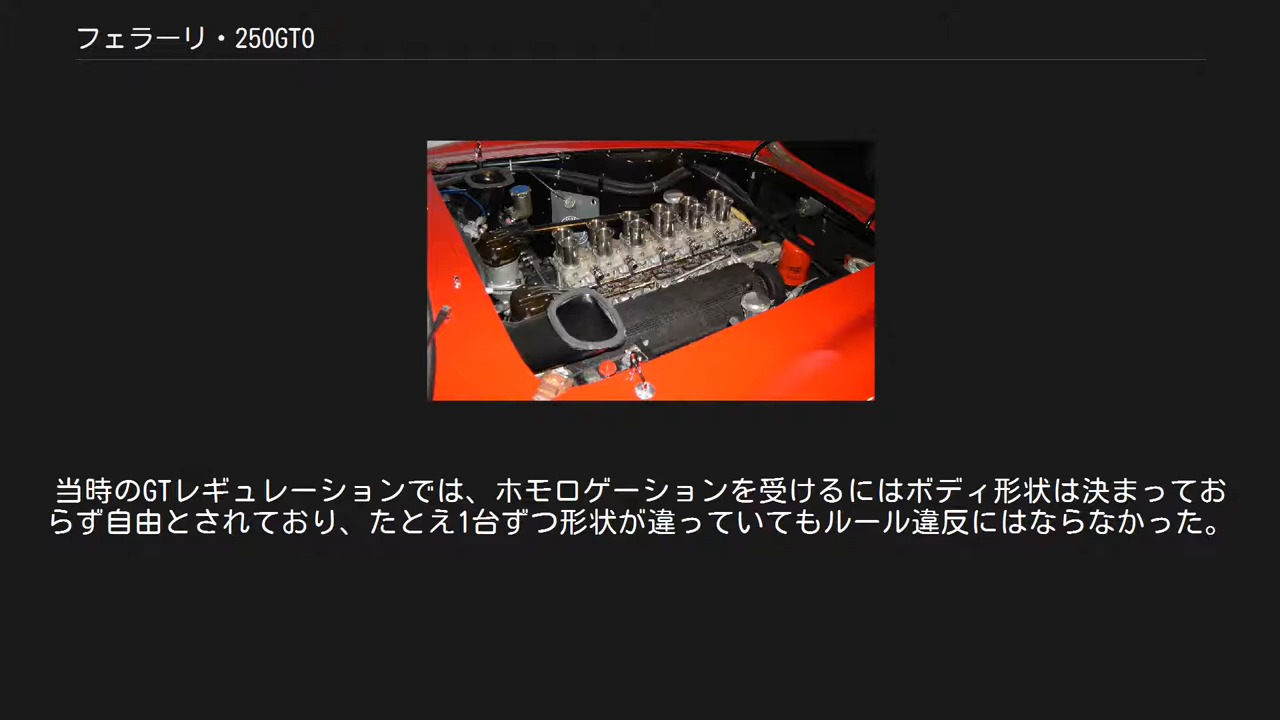 フェラーリ・250GTO
当時のGTレギュレーションでは、ホモロゲーションを受けるにはボディ形状は決まってお
らず自由とされており、たとえ1台ずつ形状が違っていてもルール違反にはならなかった。